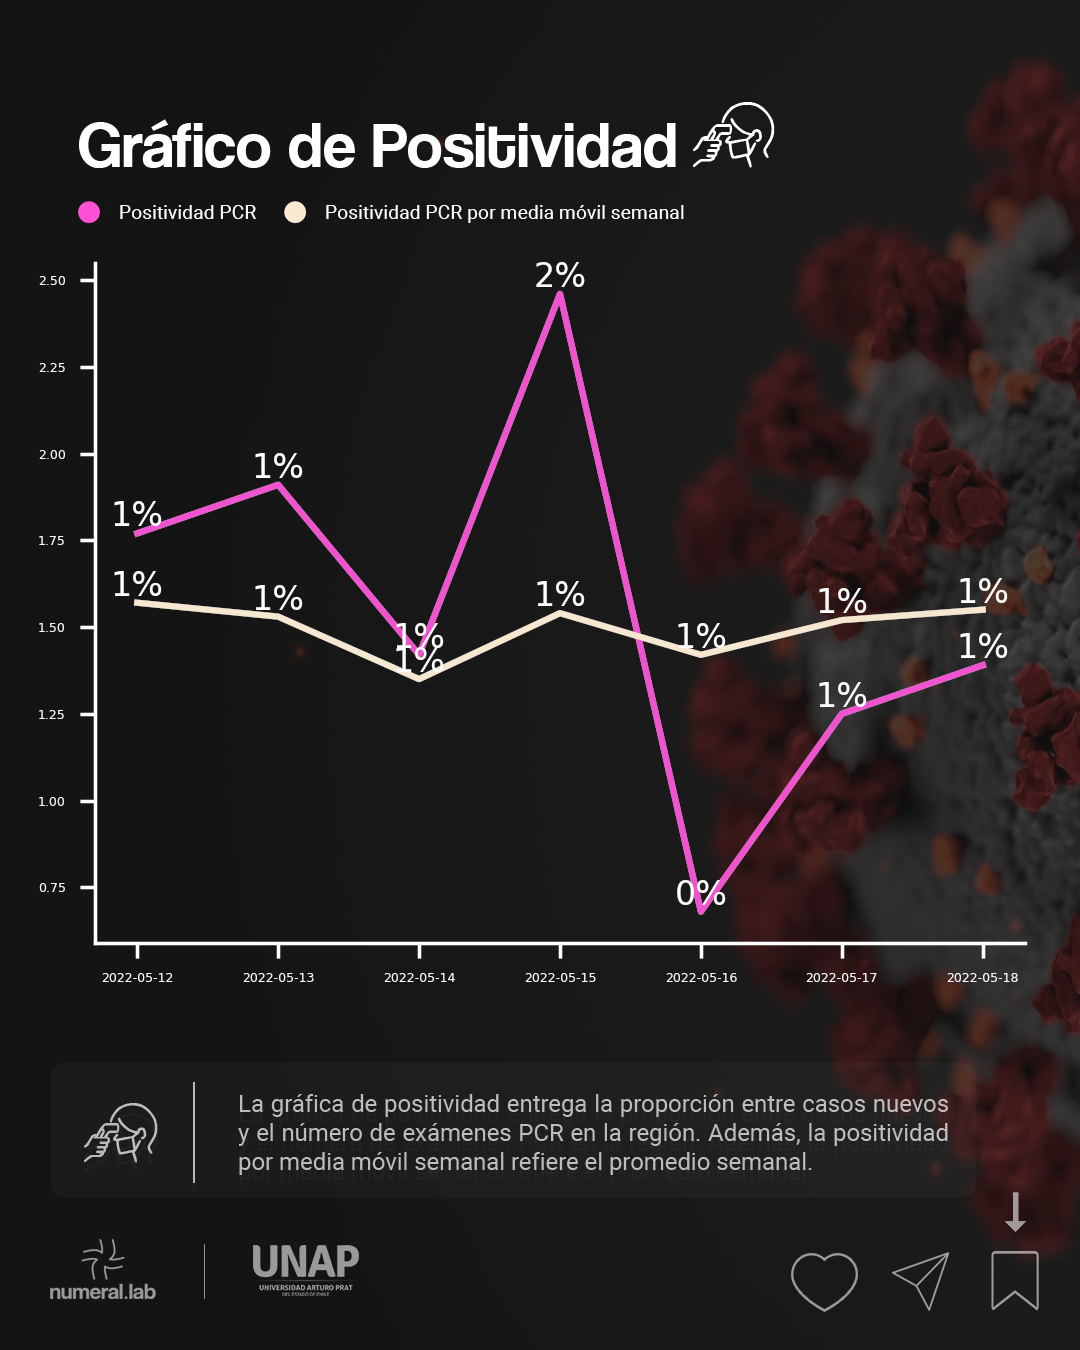 Gráfico de Positividad
Positividad PCR
Positividad PCR por media móvil semanal
2.50
2.25
2.00
1.75
1.50
1.25
1.00
0.75
2%
1%
1%
1%
1%
1%
1%
1%
1%
1%
1%
1%
1%
0%
2022-05-12
2022-05-13
2022-05-14
2022-05-15
2022-05-16
2022-05-17
2022-05-18
La gráfica de positividad entrega la proporción entre casos nuevos
y el número de exámenes PCR en la región. Además, la positividad
por media móvil semanal refiere el promedio semanal.
numeral.lab
UNAP
UNIVERSIDAD ARTURO PRAT
DEL ESTADO DE CHILE